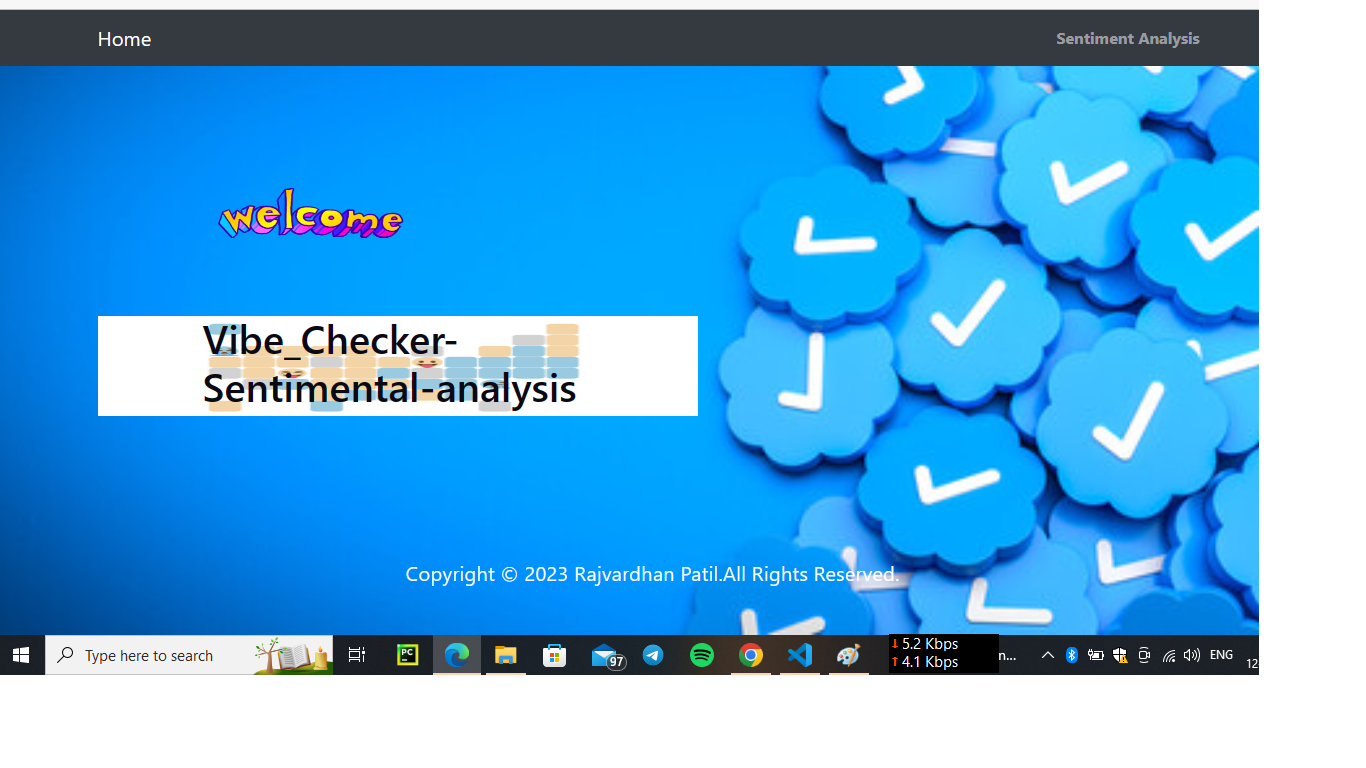 Home
Sentiment Analysis
welcome
Vibe_Checker-
Sentimental-analysis
Copyright © 2023 Rajvardhan Patil.All Rights Reserved.
Type here to search
PC
97
5.2 Kbps
4.1 Kbps
n...
ENG
12